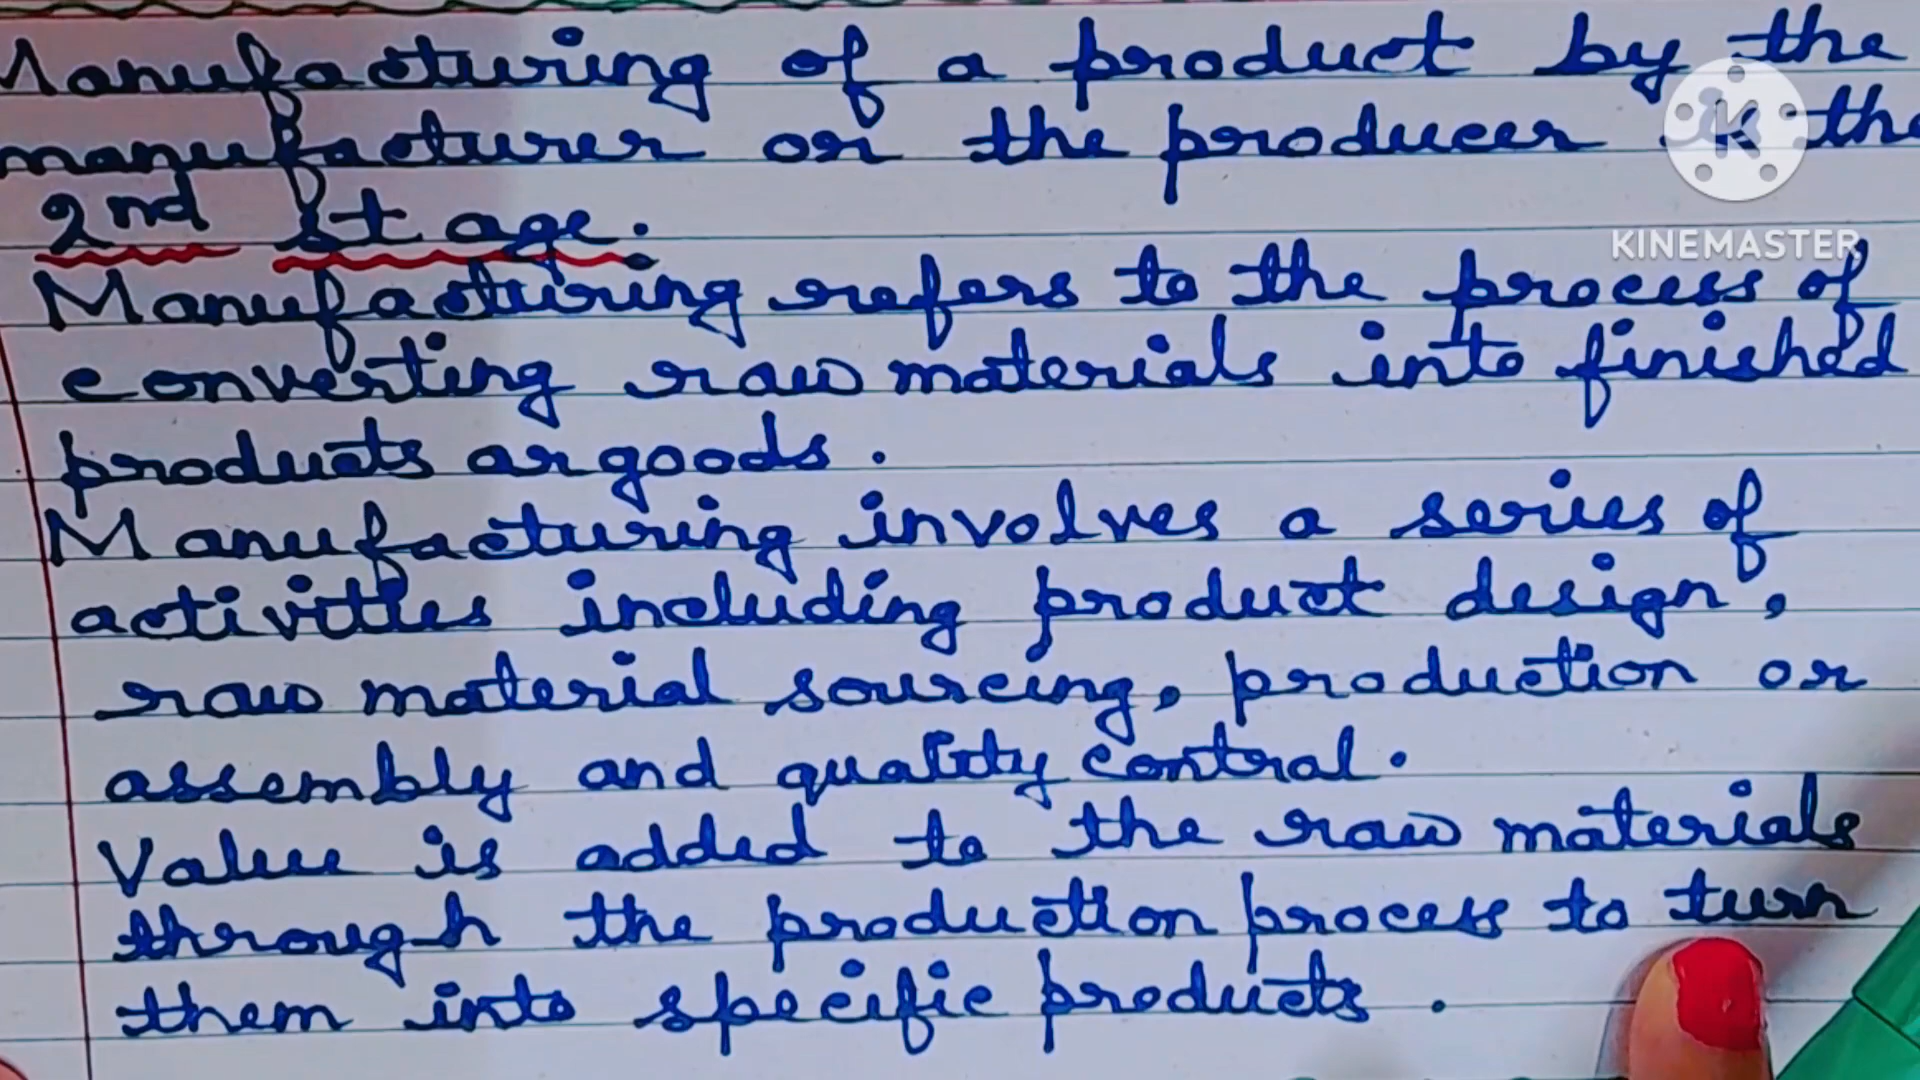 Manufacturing of a product by the
manufacturer or the producer is the
2nd stage.
Manufacturing refers to the process of
converting raw materials into finished
products or goods.
Manufacturing involves a series of
activities including product design,
raw material sourcing, production or
assembly and quality control.
Value is added to the raw materials
through the production process to turn
them into specific products.
K
KINEMASTER